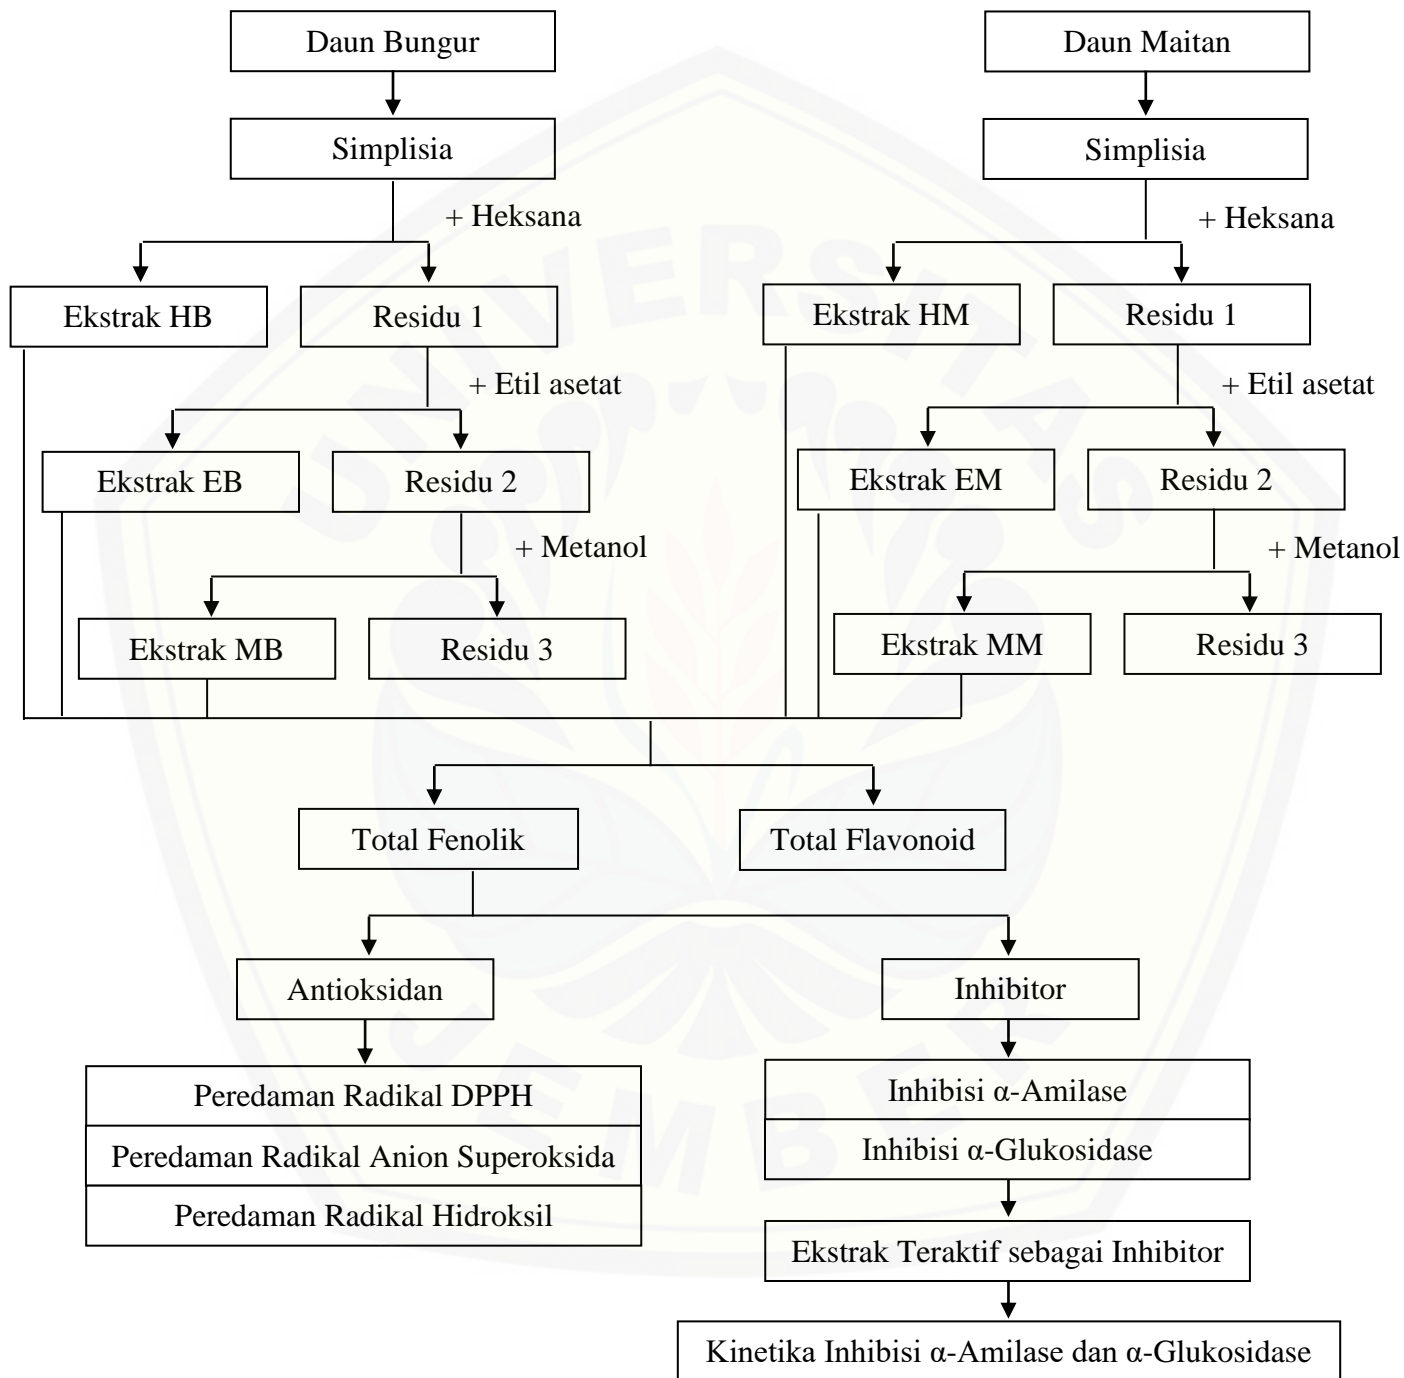 Daun Bungur
Daun Maitan
Simplisia
Simplisia
+ Heksana
+ Heksana
Ekstrak HB
Residu 1
Ekstrak HM
Residu 1
+ Etil asetat
+ Etil asetat
Ekstrak EB
Residu 2
Ekstrak EM
Residu 2
+ Metanol
+ Metanol
Ekstrak MB
Residu 3
Ekstrak MM
Residu 3
Total Fenolik
Total Flavonoid
Antioksidan
Inhibitor
Peredaman Radikal DPPH
Peredaman Radikal Anion Superoksida
Peredaman Radikal Hidroksil
Inhibisi α-Amilase
Inhibisi α-Glukosidase
Ekstrak Teraktif sebagai Inhibitor
Kinetika Inhibisi α-Amilase dan α-Glukosidase
UNIVERSITAS
JEMBER